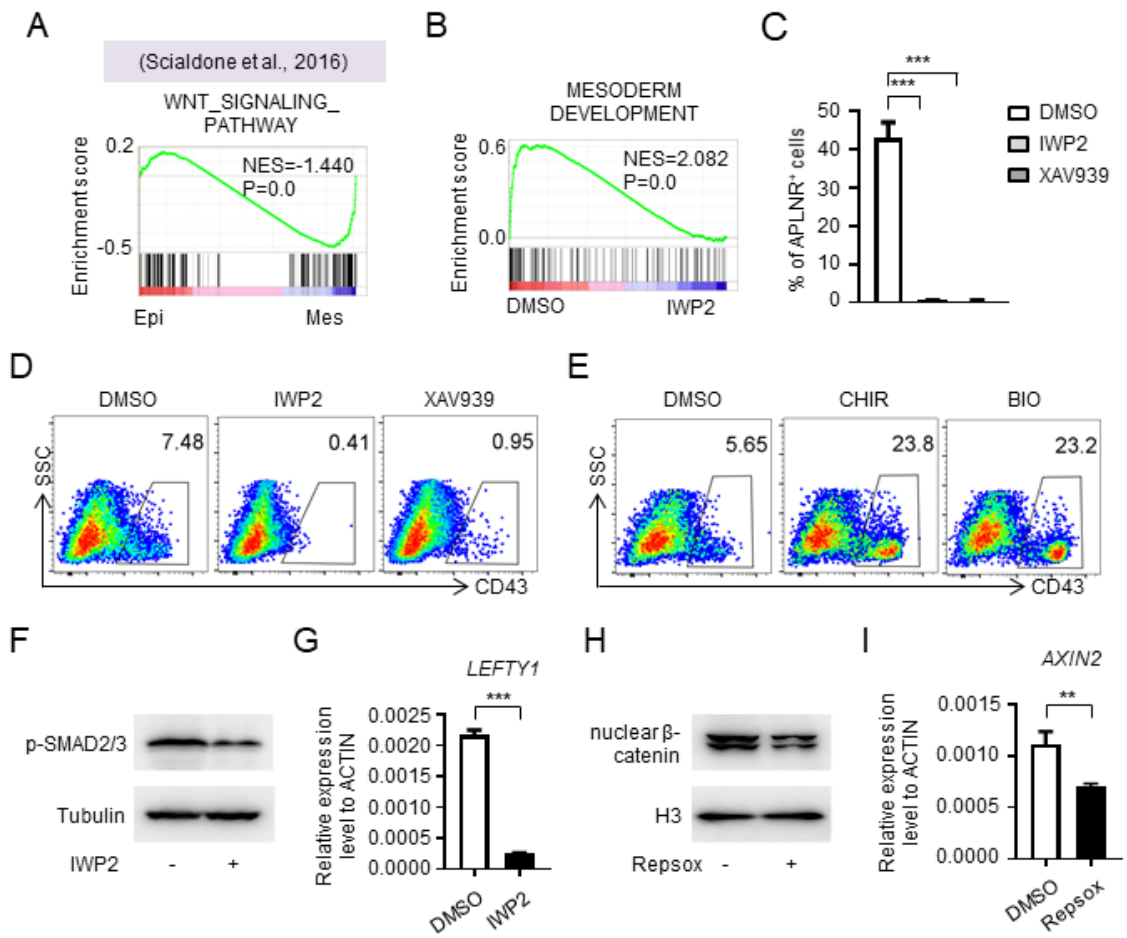 A
(Scialdone et al., 2016)
WNT_SIGNALING_
PATHWAY
Enrichment score
0.2
-0.5
NES=-1.440
P=0.0
Epi
Mes
B
MESODERM
DEVELOPMENT
Enrichment score
0.6
0.0
NES=2.082
P=0.0
DMSO
IWP2
C
% of APLNR⁺ cells
50
40
30
20
10
0
***
***
DMSO
IWP2
XAV939
D
DMSO
IWP2
XAV939
SSC
7.48
0.41
0.95
CD43
E
DMSO
CHIR
BIO
SSC
5.65
23.8
23.2
CD43
F
p-SMAD2/3
Tubulin
IWP2
-
+
G
LEFTY1
***
Relative expression
level to ACTIN
0.0025
0.0020
0.0015
0.0010
0.0005
0.0000
DMSO
IWP2
H
nuclear β-
catenin
H3
Repsox
-
+
I
AXIN2
**
Relative expression
level to ACTIN
0.0015
0.0010
0.0005
0.0000
DMSO
Repsox